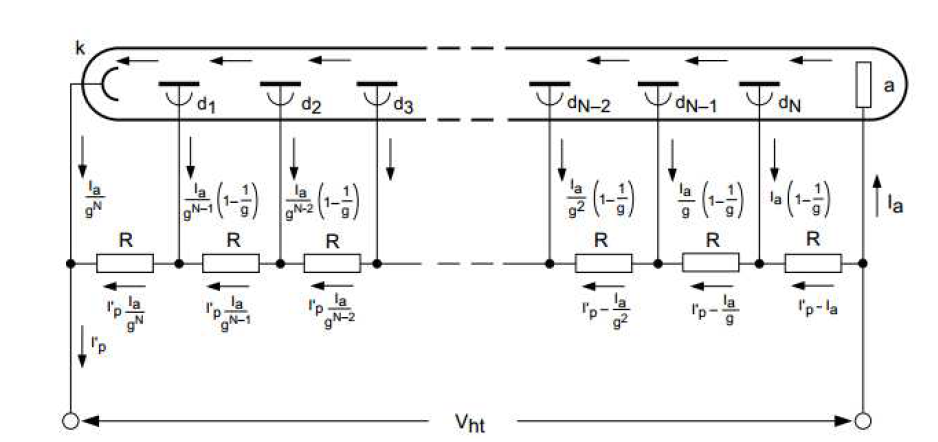 k
a
d1 d2 d3 dN–2 dN–1 dN
Ia/g^N Ia/g^(N–1) (1–1/g) Ia/g^(N-2) (1–1/g) Ia/g^2 (1–1/g) Ia/g (1–1/g) Ia (1–1/g) Ia
R R R R R R
I'p Ia/g^N I'p Ia/g^(N–1) I'p Ia/g^(N–2) I'p – Ia/g^2 I'p – Ia/g I'p – Ia
I'p
Vht